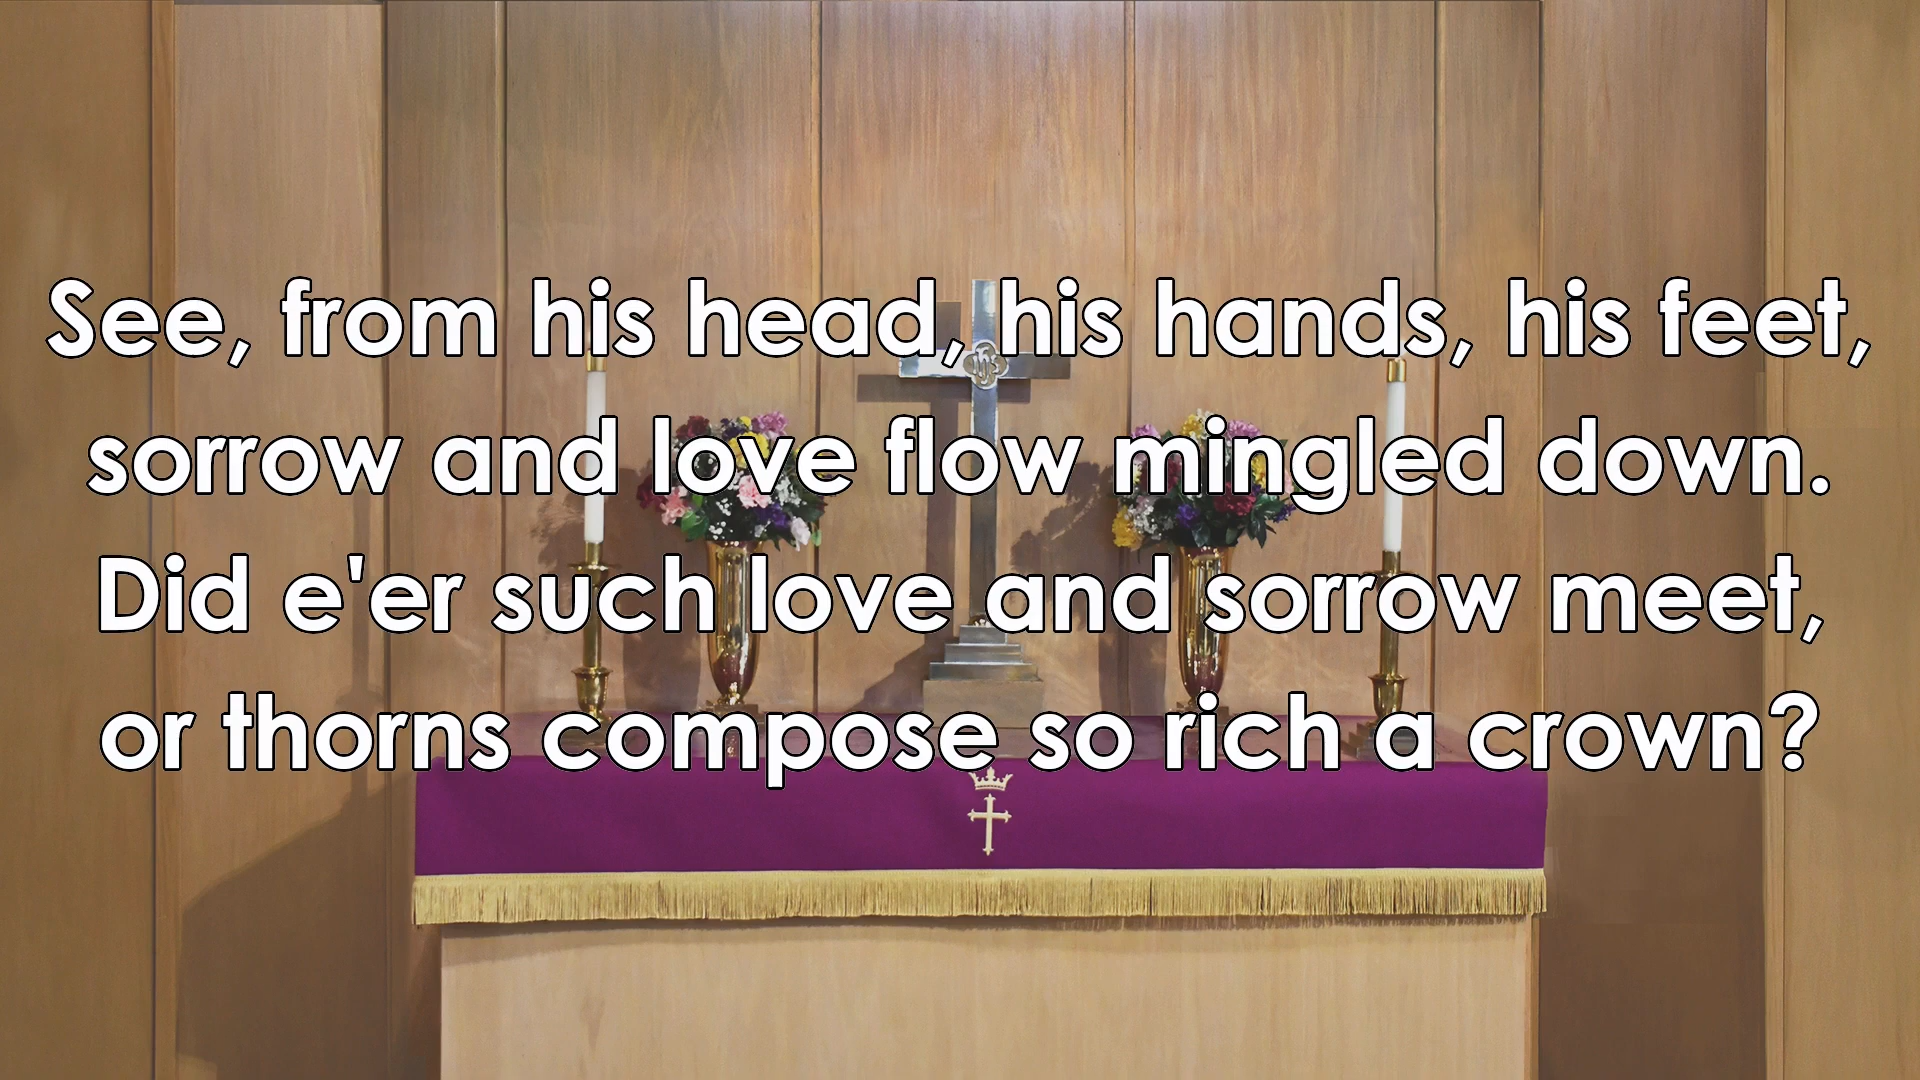 See, from his head, his hands, his feet,
sorrow and love flow mingled down.
Did e'er such love and sorrow meet,
or thorns compose so rich a crown?